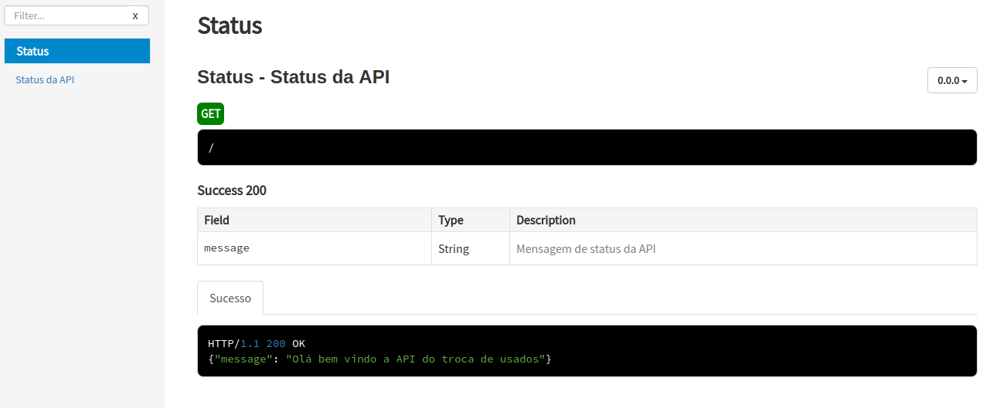 Filter... x
Status
Status da API
Status
Status - Status da API
0.0.0
GET
/
Success 200
Field Type Description
message String Mensagem de status da API
Sucesso
HTTP/1.1 200 OK
{"message": "Olá bem vindo a API do troca de usados"}